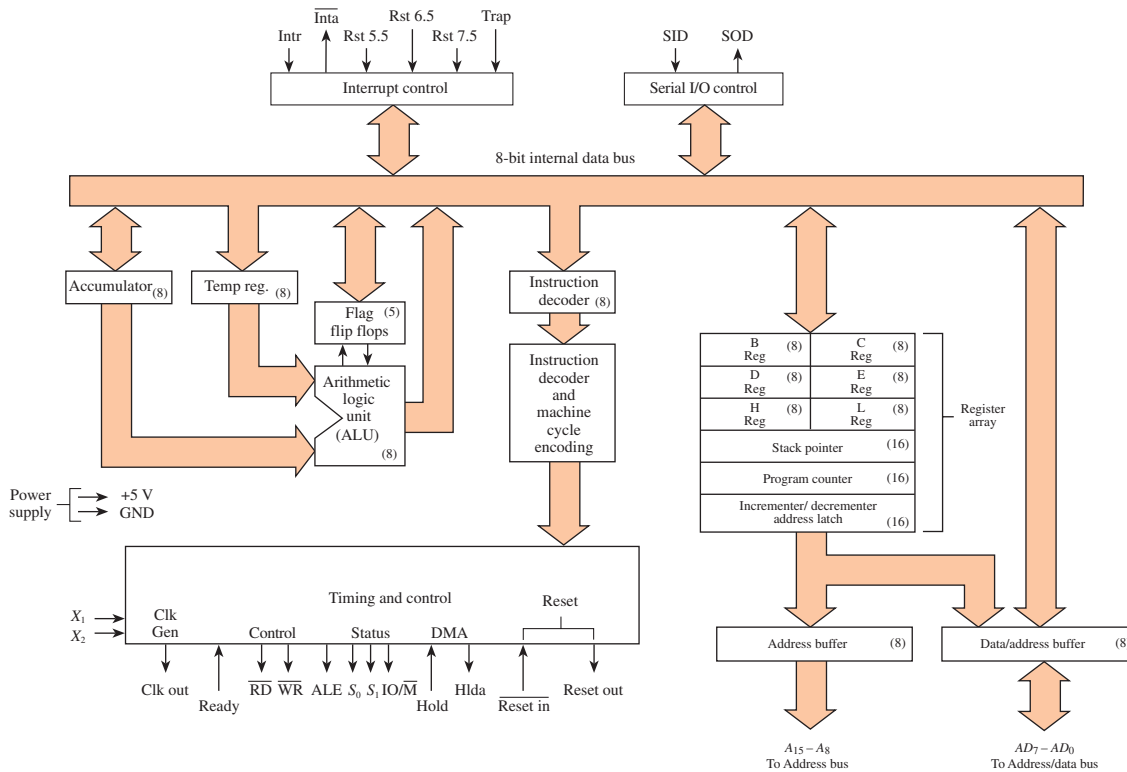 Intr
Inta
Rst 5.5
Rst 6.5
Rst 7.5
Trap
Interrupt control
SID
SOD
Serial I/O control
8-bit internal data bus
Accumulator (8)
Temp reg. (8)
Flag (5)
flip flops
Arithmetic
logic
unit
(ALU)
(8)
Instruction
decoder (8)
Instruction
decoder
and
machine
cycle
encoding
B
Reg
(8)
C
Reg
(8)
D
Reg
(8)
E
Reg
(8)
H
Reg
(8)
L
Reg
(8)
Stack pointer (16)
Program counter (16)
Incrementer/ decrementer
address latch (16)
Register
array
Power
supply
+5 V
GND
X1
X2
Clk
Gen
Timing and control
Control
Status
DMA
Reset
Clk out
Ready
RD
WR
ALE
S0
S1
IO/M
Hold
Hlda
Reset in
Reset out
Address buffer (8)
Data/address buffer (8
A15 – A8
To Address bus
AD7 – AD0
To Address/data bus